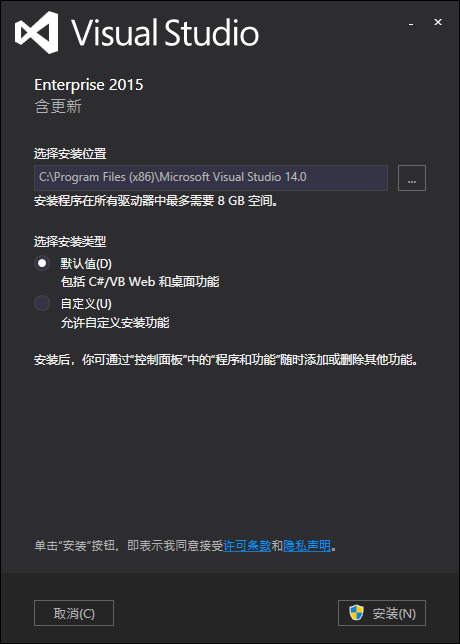 Visual Studio
Enterprise 2015
含更新
选择安装位置
C:\Program Files (x86)\Microsoft Visual Studio 14.0
...
安装程序在所有驱动器中最多需要 8 GB 空间。
选择安装类型
默认值(D)
包括 C#/VB Web 和桌面功能
自定义(U)
允许自定义安装功能
安装后，你可通过“控制面板”中的“程序和功能”随时添加或删除其他功能。
单击“安装”按钮，即表示我同意接受许可条款和隐私声明。
取消(C)
安装(N)